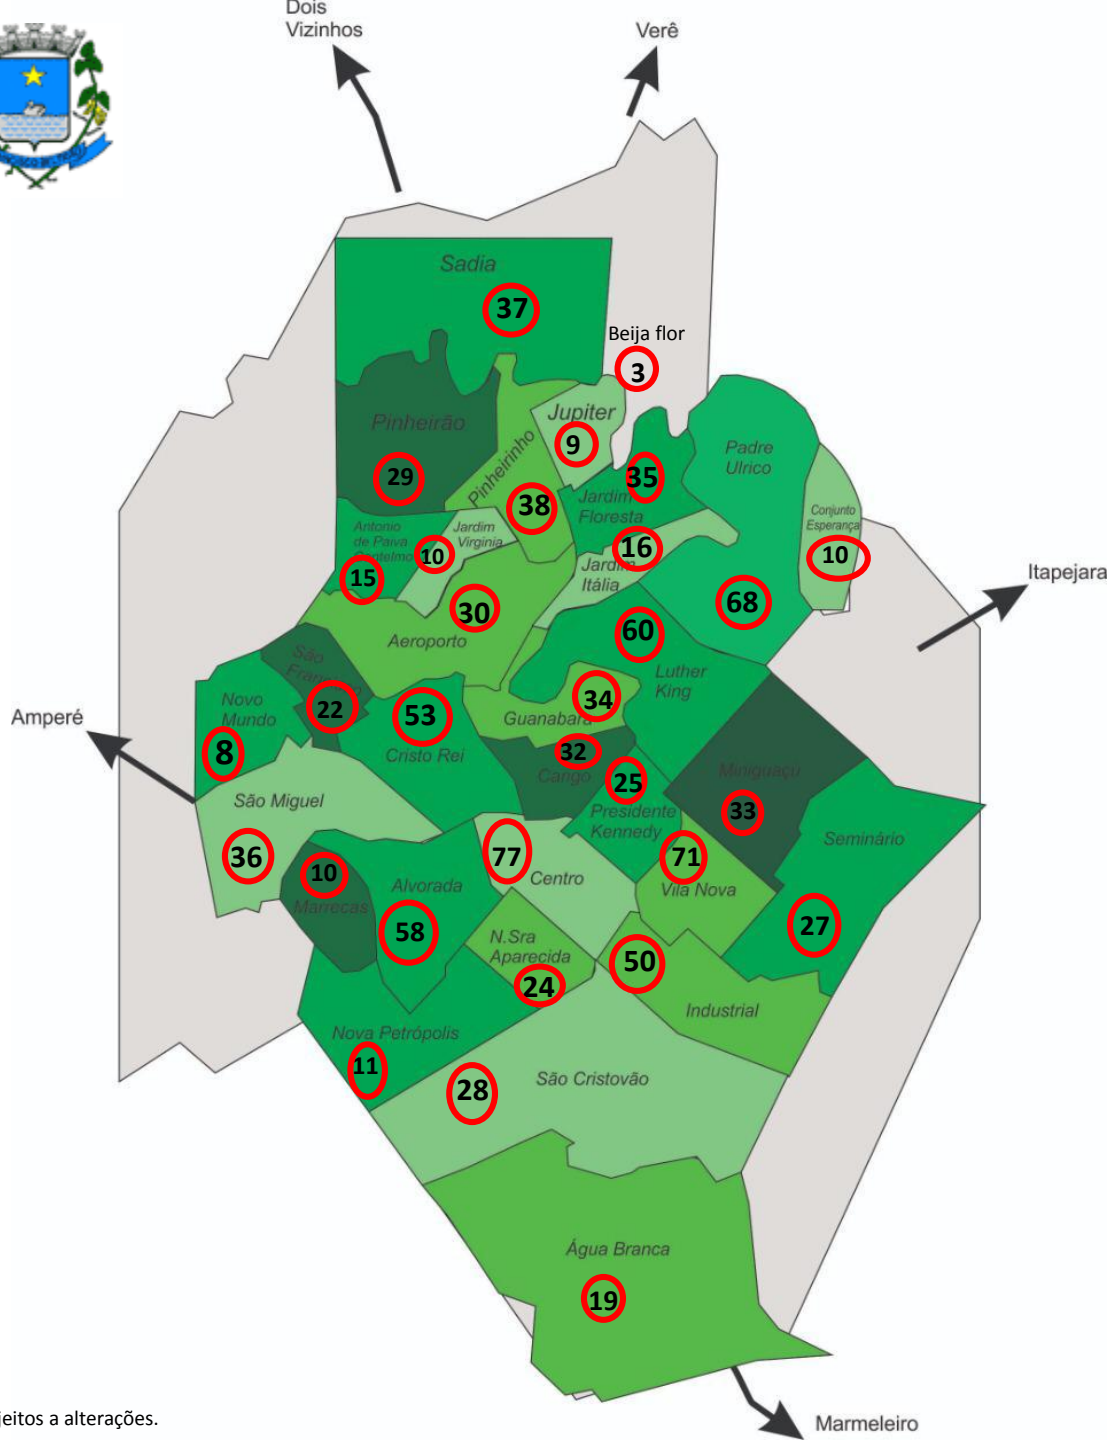 Dois
Vizinhos
Verê
Sadia
37
Beija flor
3
Pinheirão
29
Pinheirinho
38
Jupiter
9
Padre
Ulrico
68
35
Jardim
Floresta
Conjunto
Esperança
10
Antonio
de Paiva
15
Jardim
Virginia
10
16
Jardim
Itália
Itapejara
30
Aeroporto
60
Luther
King
São
22
Novo
Mundo
8
53
Cristo Rei
34
Guanabara
Amperé
32
Cango
25
Presidente
Kennedy
Miniguaçu
33
São Miguel
36
Seminário
27
77
Centro
71
Vila Nova
10
Marrecas
Alvorada
58
N.Sra
Aparecida
24
50
Industrial
Nova Petrópolis
11
São Cristovão
28
Água Branca
19
jeitos a alterações.
Marmeleiro